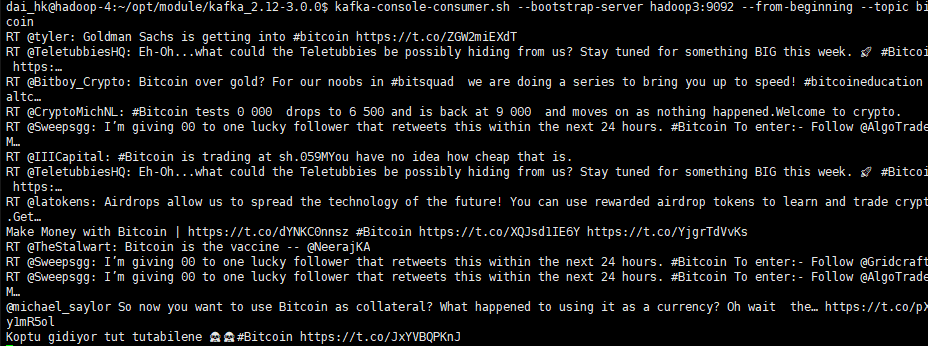 dai_hk@hadoop-4:~/opt/module/kafka_2.12-3.0.0$ kafka-console-consumer.sh --bootstrap-server hadoop3:9092 --from-beginning --topic bi
coin
RT @tyler: Goldman Sachs is getting into #bitcoin https://t.co/ZGW2miEXdT
RT @TeletubbiesHQ: Eh-Oh...what could the Teletubbies be possibly hiding from us? Stay tuned for something BIG this week. 🚀 #Bitcoi
https:…
RT @Bitboy_Crypto: Bitcoin over gold? For our noobs in #bitsquad  we are doing a series to bring you up to speed! #bitcoineducation
altc…
RT @CryptoMichNL: #Bitcoin tests 0 000  drops to 6 500 and is back at 9 000  and moves on as nothing happened.Welcome to crypto.
RT @Sweepsgg: I’m giving 00 to one lucky follower that retweets this within the next 24 hours. #Bitcoin To enter:- Follow @AlgoTrade
M…
RT @IIICapital: #Bitcoin is trading at sh.059MYou have no idea how cheap that is.
RT @TeletubbiesHQ: Eh-Oh...what could the Teletubbies be possibly hiding from us? Stay tuned for something BIG this week. 🚀 #Bitcoi
https:…
RT @latokens: Airdrops allow us to spread the technology of the future! You can use rewarded airdrop tokens to learn and trade crypt
.Get…
Make Money with Bitcoin | https://t.co/dYNKC0nnsz #Bitcoin https://t.co/XQJsd1IE6Y https://t.co/YjgrTdVvKs
RT @TheStalwart: Bitcoin is the vaccine -- @NeerajKA
RT @Sweepsgg: I’m giving 00 to one lucky follower that retweets this within the next 24 hours. #Bitcoin To enter:- Follow @Gridcraft
RT @Sweepsgg: I’m giving 00 to one lucky follower that retweets this within the next 24 hours. #Bitcoin To enter:- Follow @AlgoTrade
M…
@michael_saylor So now you want to use Bitcoin as collateral? What happened to using it as a currency? Oh wait  the… https://t.co/pX
y1mR5ol
Koptu gidiyor tut tutabilene 👻👻#Bitcoin https://t.co/JxYVBQPKnJ